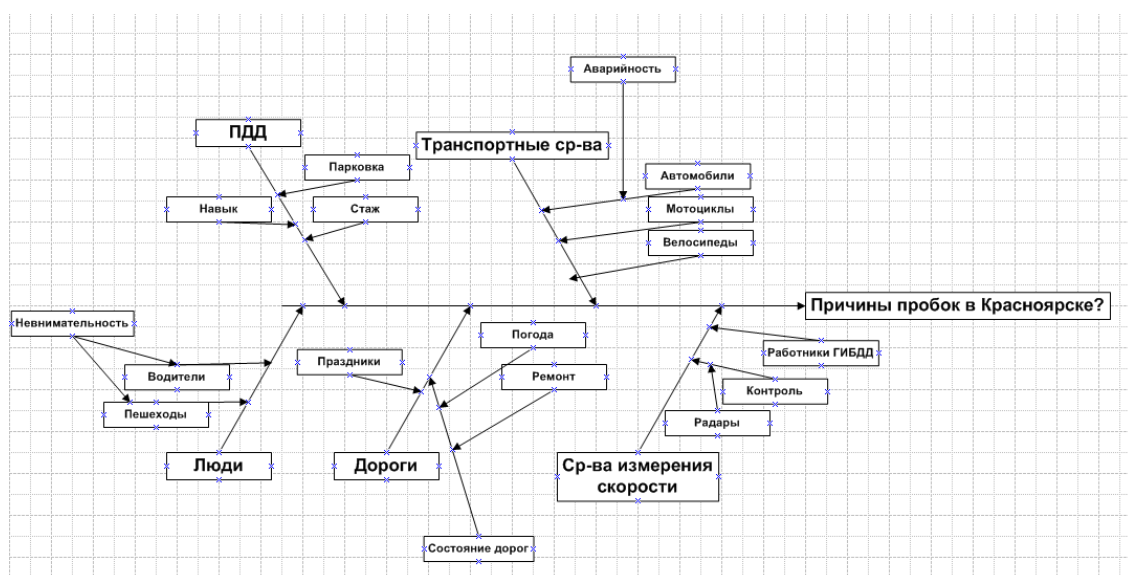 Аварийность
ПДД
Транспортные ср-ва
Парковка
Автомобили
Навык
Стаж
Мотоциклы
Велосипеды
Причины пробок в Красноярске?
Невнимательность
Погода
Праздники
Работники ГИБДД
Водители
Ремонт
Контроль
Пешеходы
Радары
Люди
Дороги
Ср-ва измерения
скорости
Состояние дорог